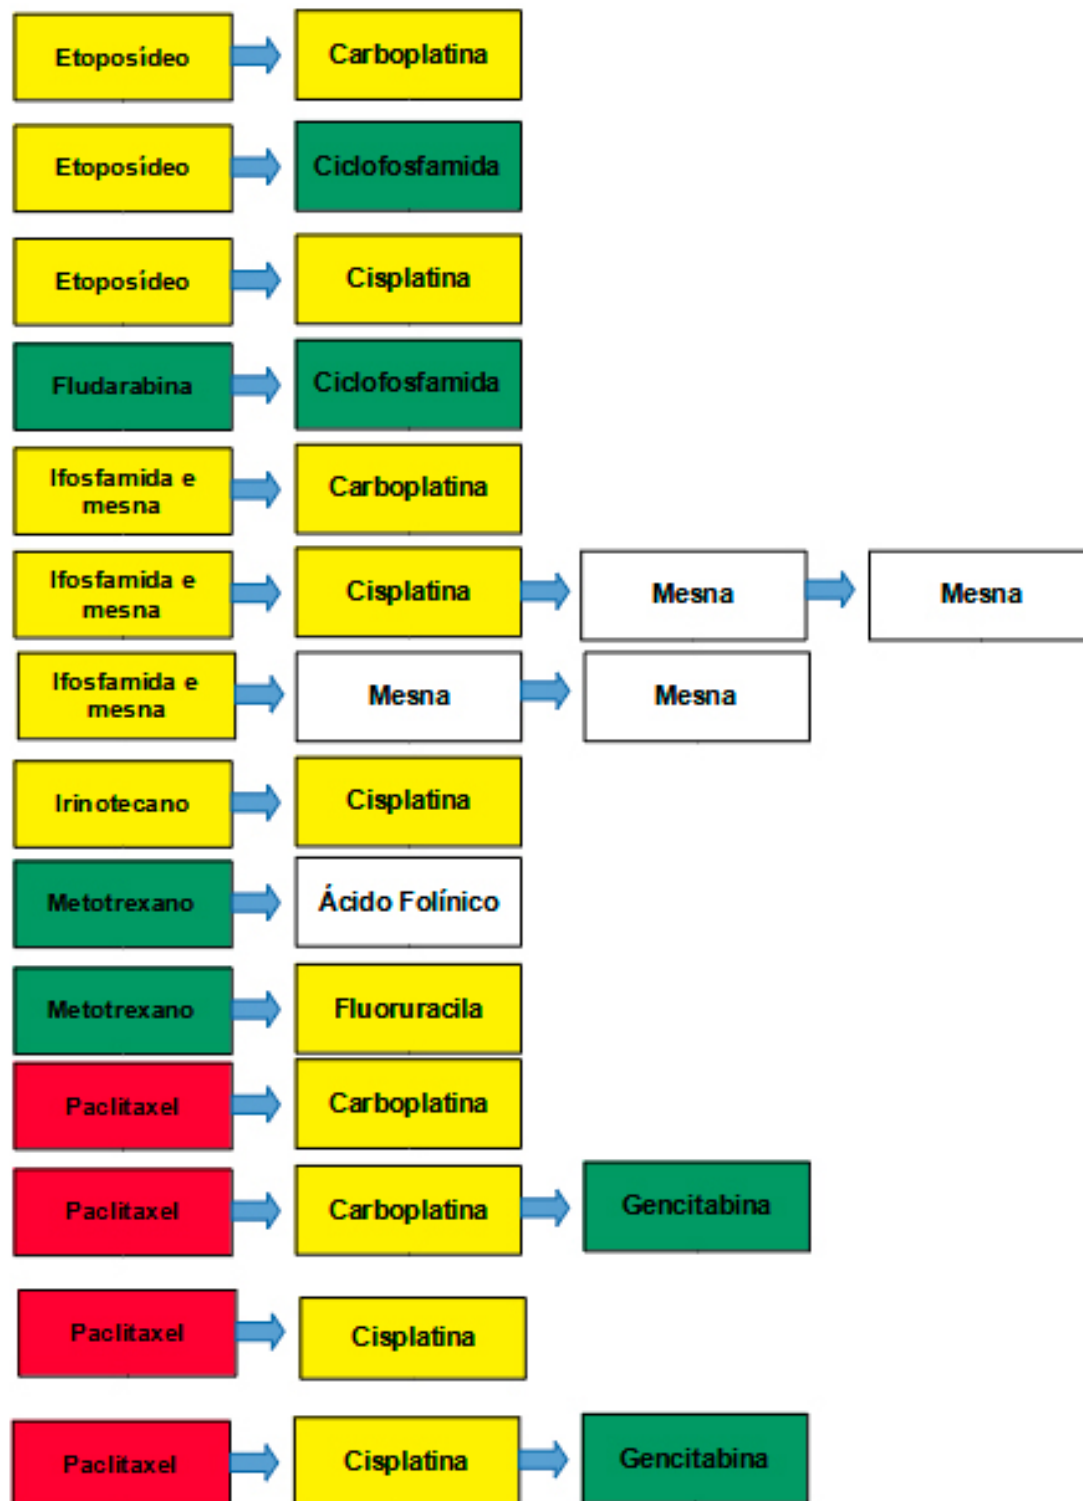 Etoposídeo
Carboplatina
Etoposídeo
Ciclofosfamida
Etoposídeo
Cisplatina
Fludarabina
Ciclofosfamida
Ifosfamida e
mesna
Carboplatina
Ifosfamida e
mesna
Cisplatina
Mesna
Mesna
Ifosfamida e
mesna
Mesna
Mesna
Irinotecano
Cisplatina
Metotrexano
Ácido Folínico
Metotrexano
Fluoruracila
Paclitaxel
Carboplatina
Paclitaxel
Carboplatina
Gencitabina
Paclitaxel
Cisplatina
Paclitaxel
Cisplatina
Gencitabina